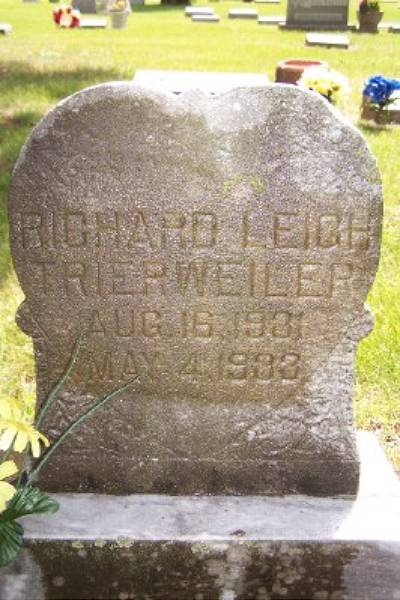 RICHARD LEIGH
TRIERWEILER
AUG. 16, 1931
MAY 4, 1933